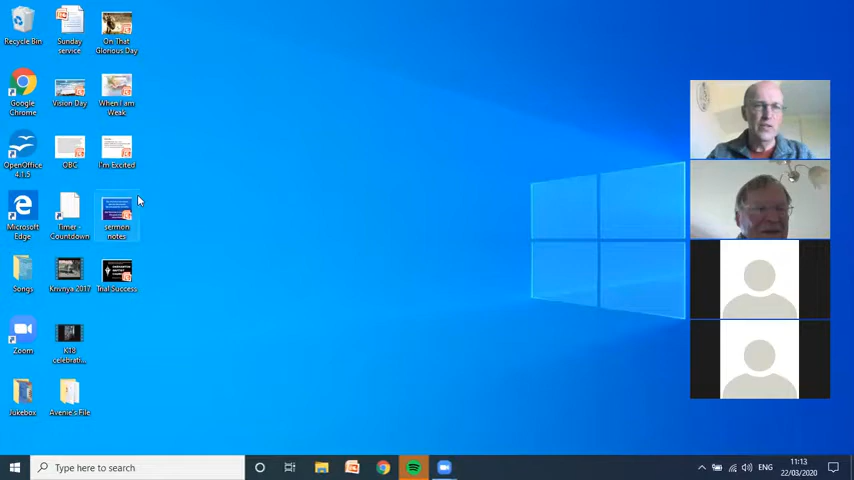 Recycle Bin
Sunday
service
On That
Glorious Day
Google
Chrome
Vision Day
When I am
Weak
OpenOffice
4.1.5
OBC
I'm Excited
Microsoft
Edge
Timer -
Countdown
sermon
notes
Songs
Krivnya 2017
Trial Success
Zoom
K18
celebrati...
Jukebox
Avenie's File
Type here to search
ENG
11:13
22/03/2020